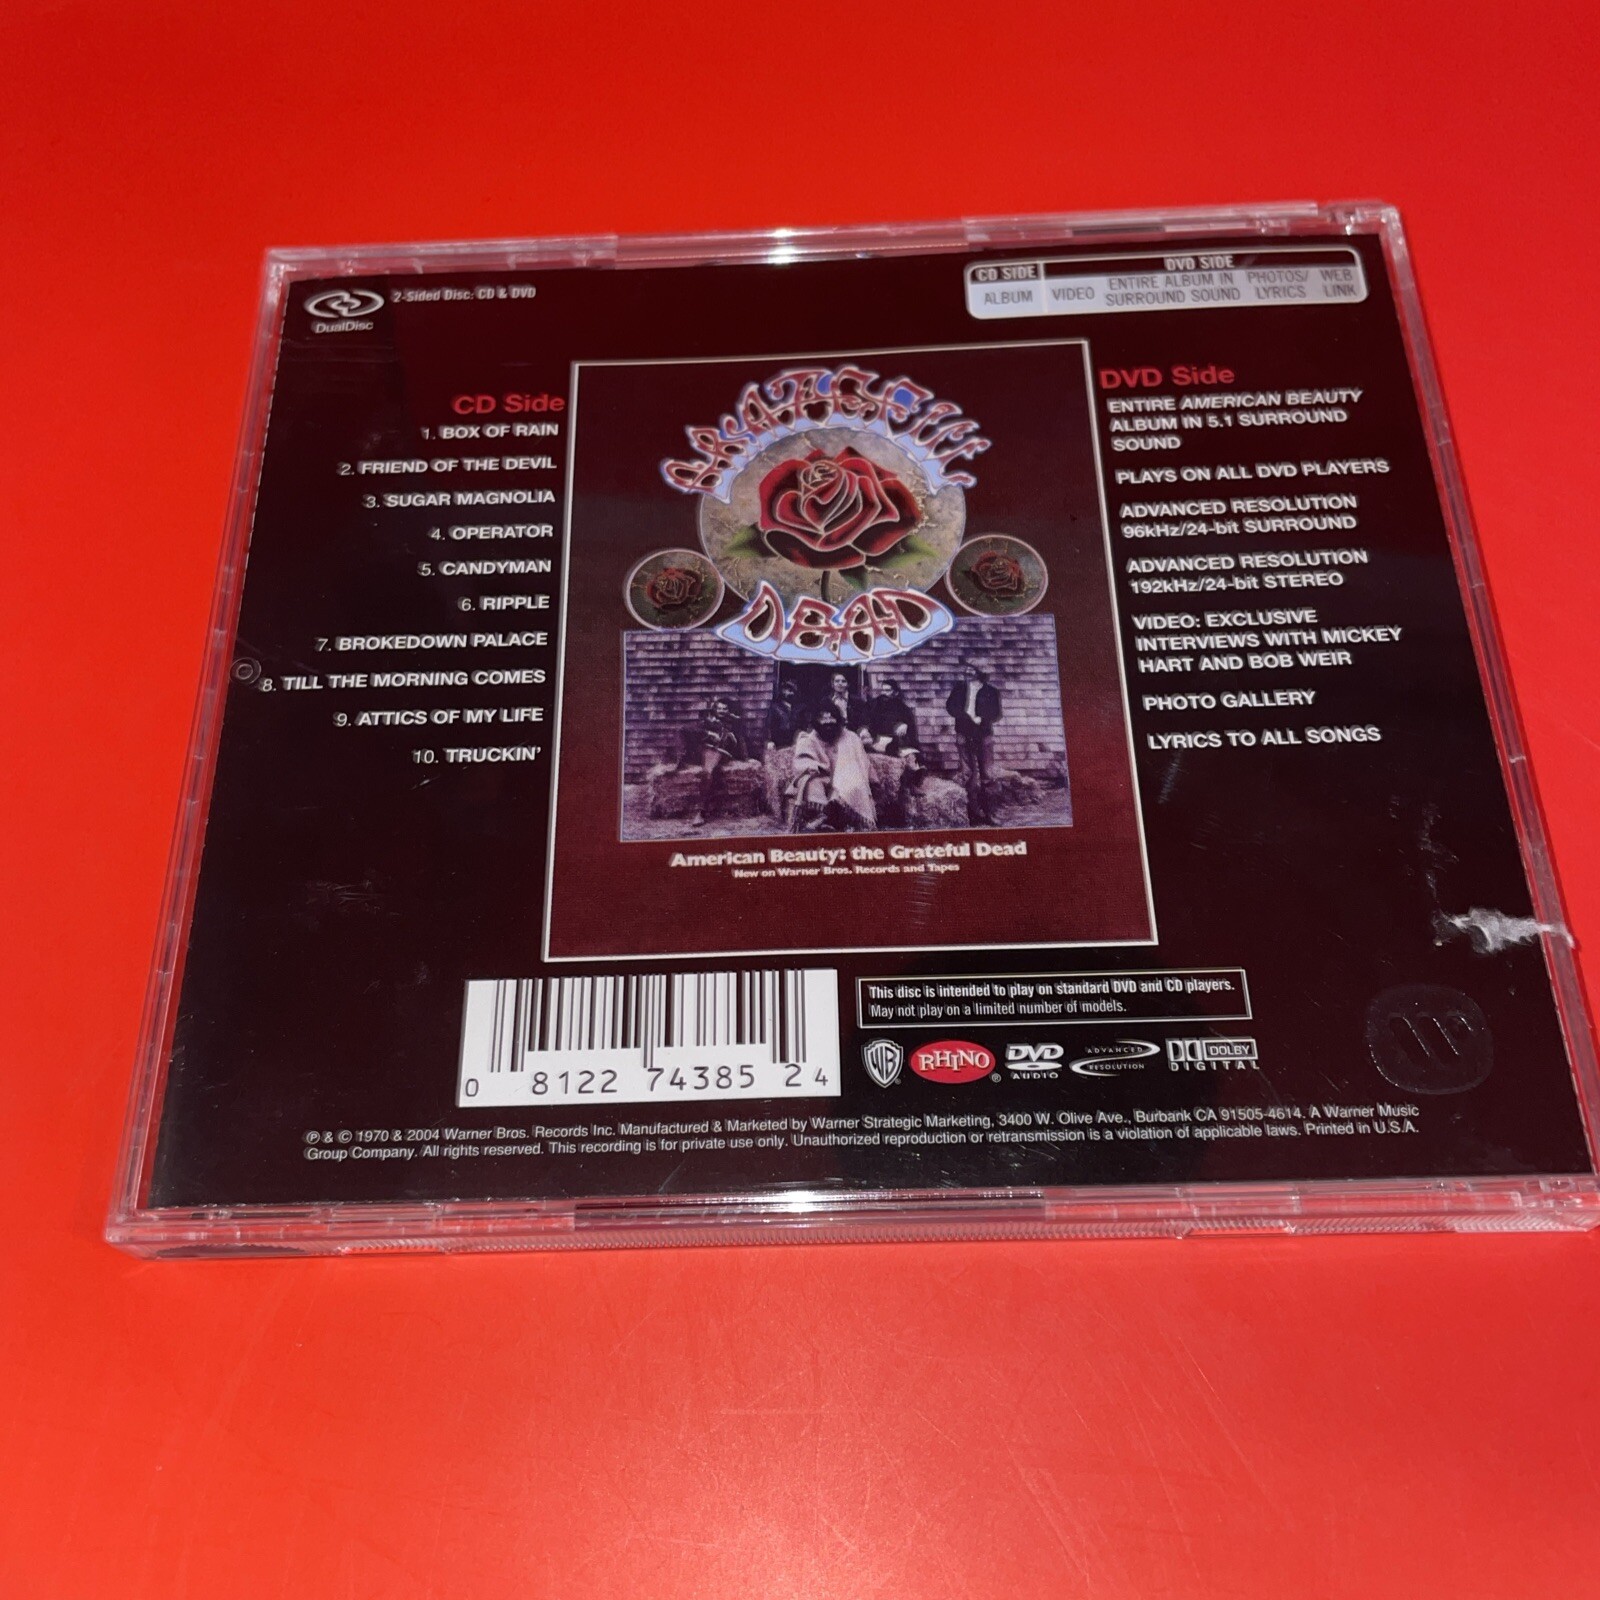 2-Sided Disc: CD & DVD
DualDisc
CD SIDE
ALBUM
DVD SIDE
VIDEO
ENTIRE ALBUM IN
SURROUND SOUND
PHOTOS/
LYRICS
WEB
LINK
CD Side
1. BOX OF RAIN
2. FRIEND OF THE DEVIL
3. SUGAR MAGNOLIA
4. OPERATOR
5. CANDYMAN
6. RIPPLE
7. BROKEDOWN PALACE
8. TILL THE MORNING COMES
9. ATTICS OF MY LIFE
10. TRUCKIN'
GRATEFUL
DEAD
American Beauty: the Grateful Dead
New on Warner Bros. Records and Tapes
DVD Side
ENTIRE AMERICAN BEAUTY
ALBUM IN 5.1 SURROUND
SOUND
PLAYS ON ALL DVD PLAYERS
ADVANCED RESOLUTION
96kHz/24-bit SURROUND
ADVANCED RESOLUTION
192kHz/24-bit STEREO
VIDEO: EXCLUSIVE
INTERVIEWS WITH MICKEY
HART AND BOB WEIR
PHOTO GALLERY
LYRICS TO ALL SONGS
0 81227 43852 4
This disc is intended to play on standard DVD and CD players.
May not play on a limited number of models.
WB
RHINO®
DVD
AUDIO
ADVANCED
RESOLUTION
DOLBY
DIGITAL
℗ & © 1970 & 2004 Warner Bros. Records Inc. Manufactured & Marketed by Warner Strategic Marketing, 3400 W. Olive Ave., Burbank CA 91505-4614. A Warner Music
Group Company. All rights reserved. This recording is for private use only. Unauthorized reproduction or retransmission is a violation of applicable laws. Printed in U.S.A.